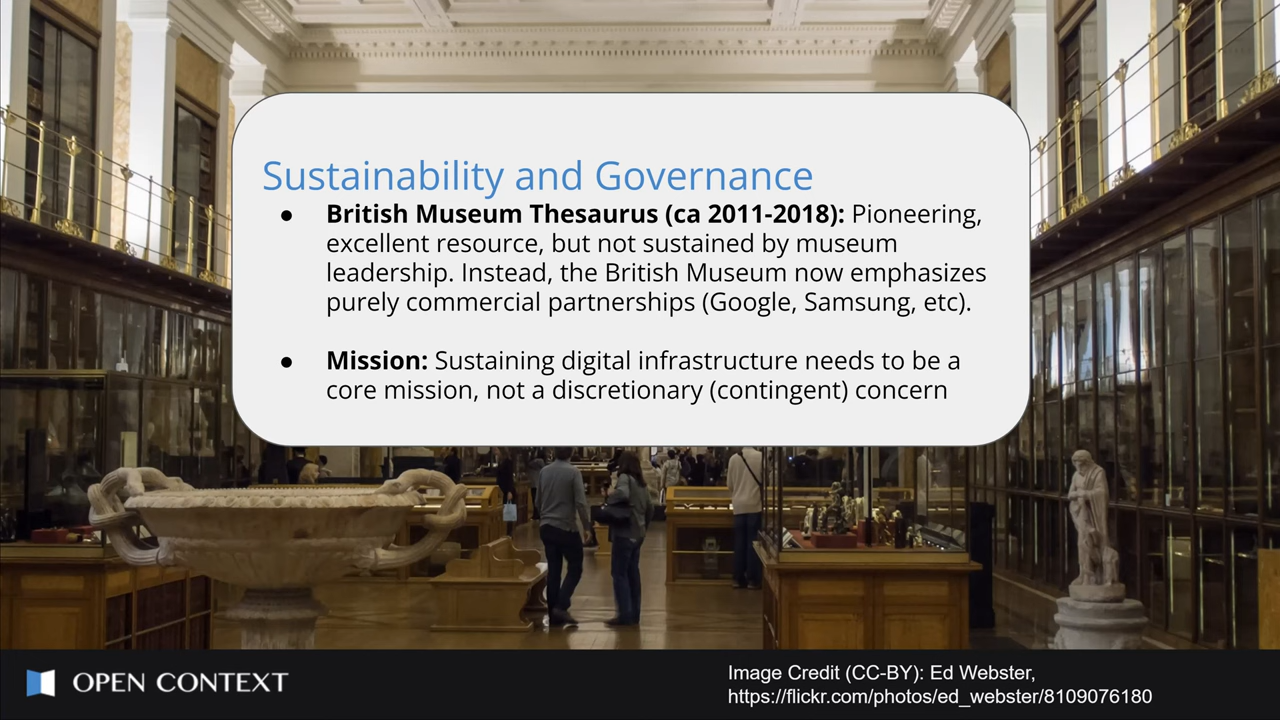 Sustainability and Governance
● British Museum Thesaurus (ca 2011-2018): Pioneering,
excellent resource, but not sustained by museum
leadership. Instead, the British Museum now emphasizes
purely commercial partnerships (Google, Samsung, etc).
● Mission: Sustaining digital infrastructure needs to be a
core mission, not a discretionary (contingent) concern
OPEN CONTEXT
Image Credit (CC-BY): Ed Webster,
https://flickr.com/photos/ed_webster/8109076180